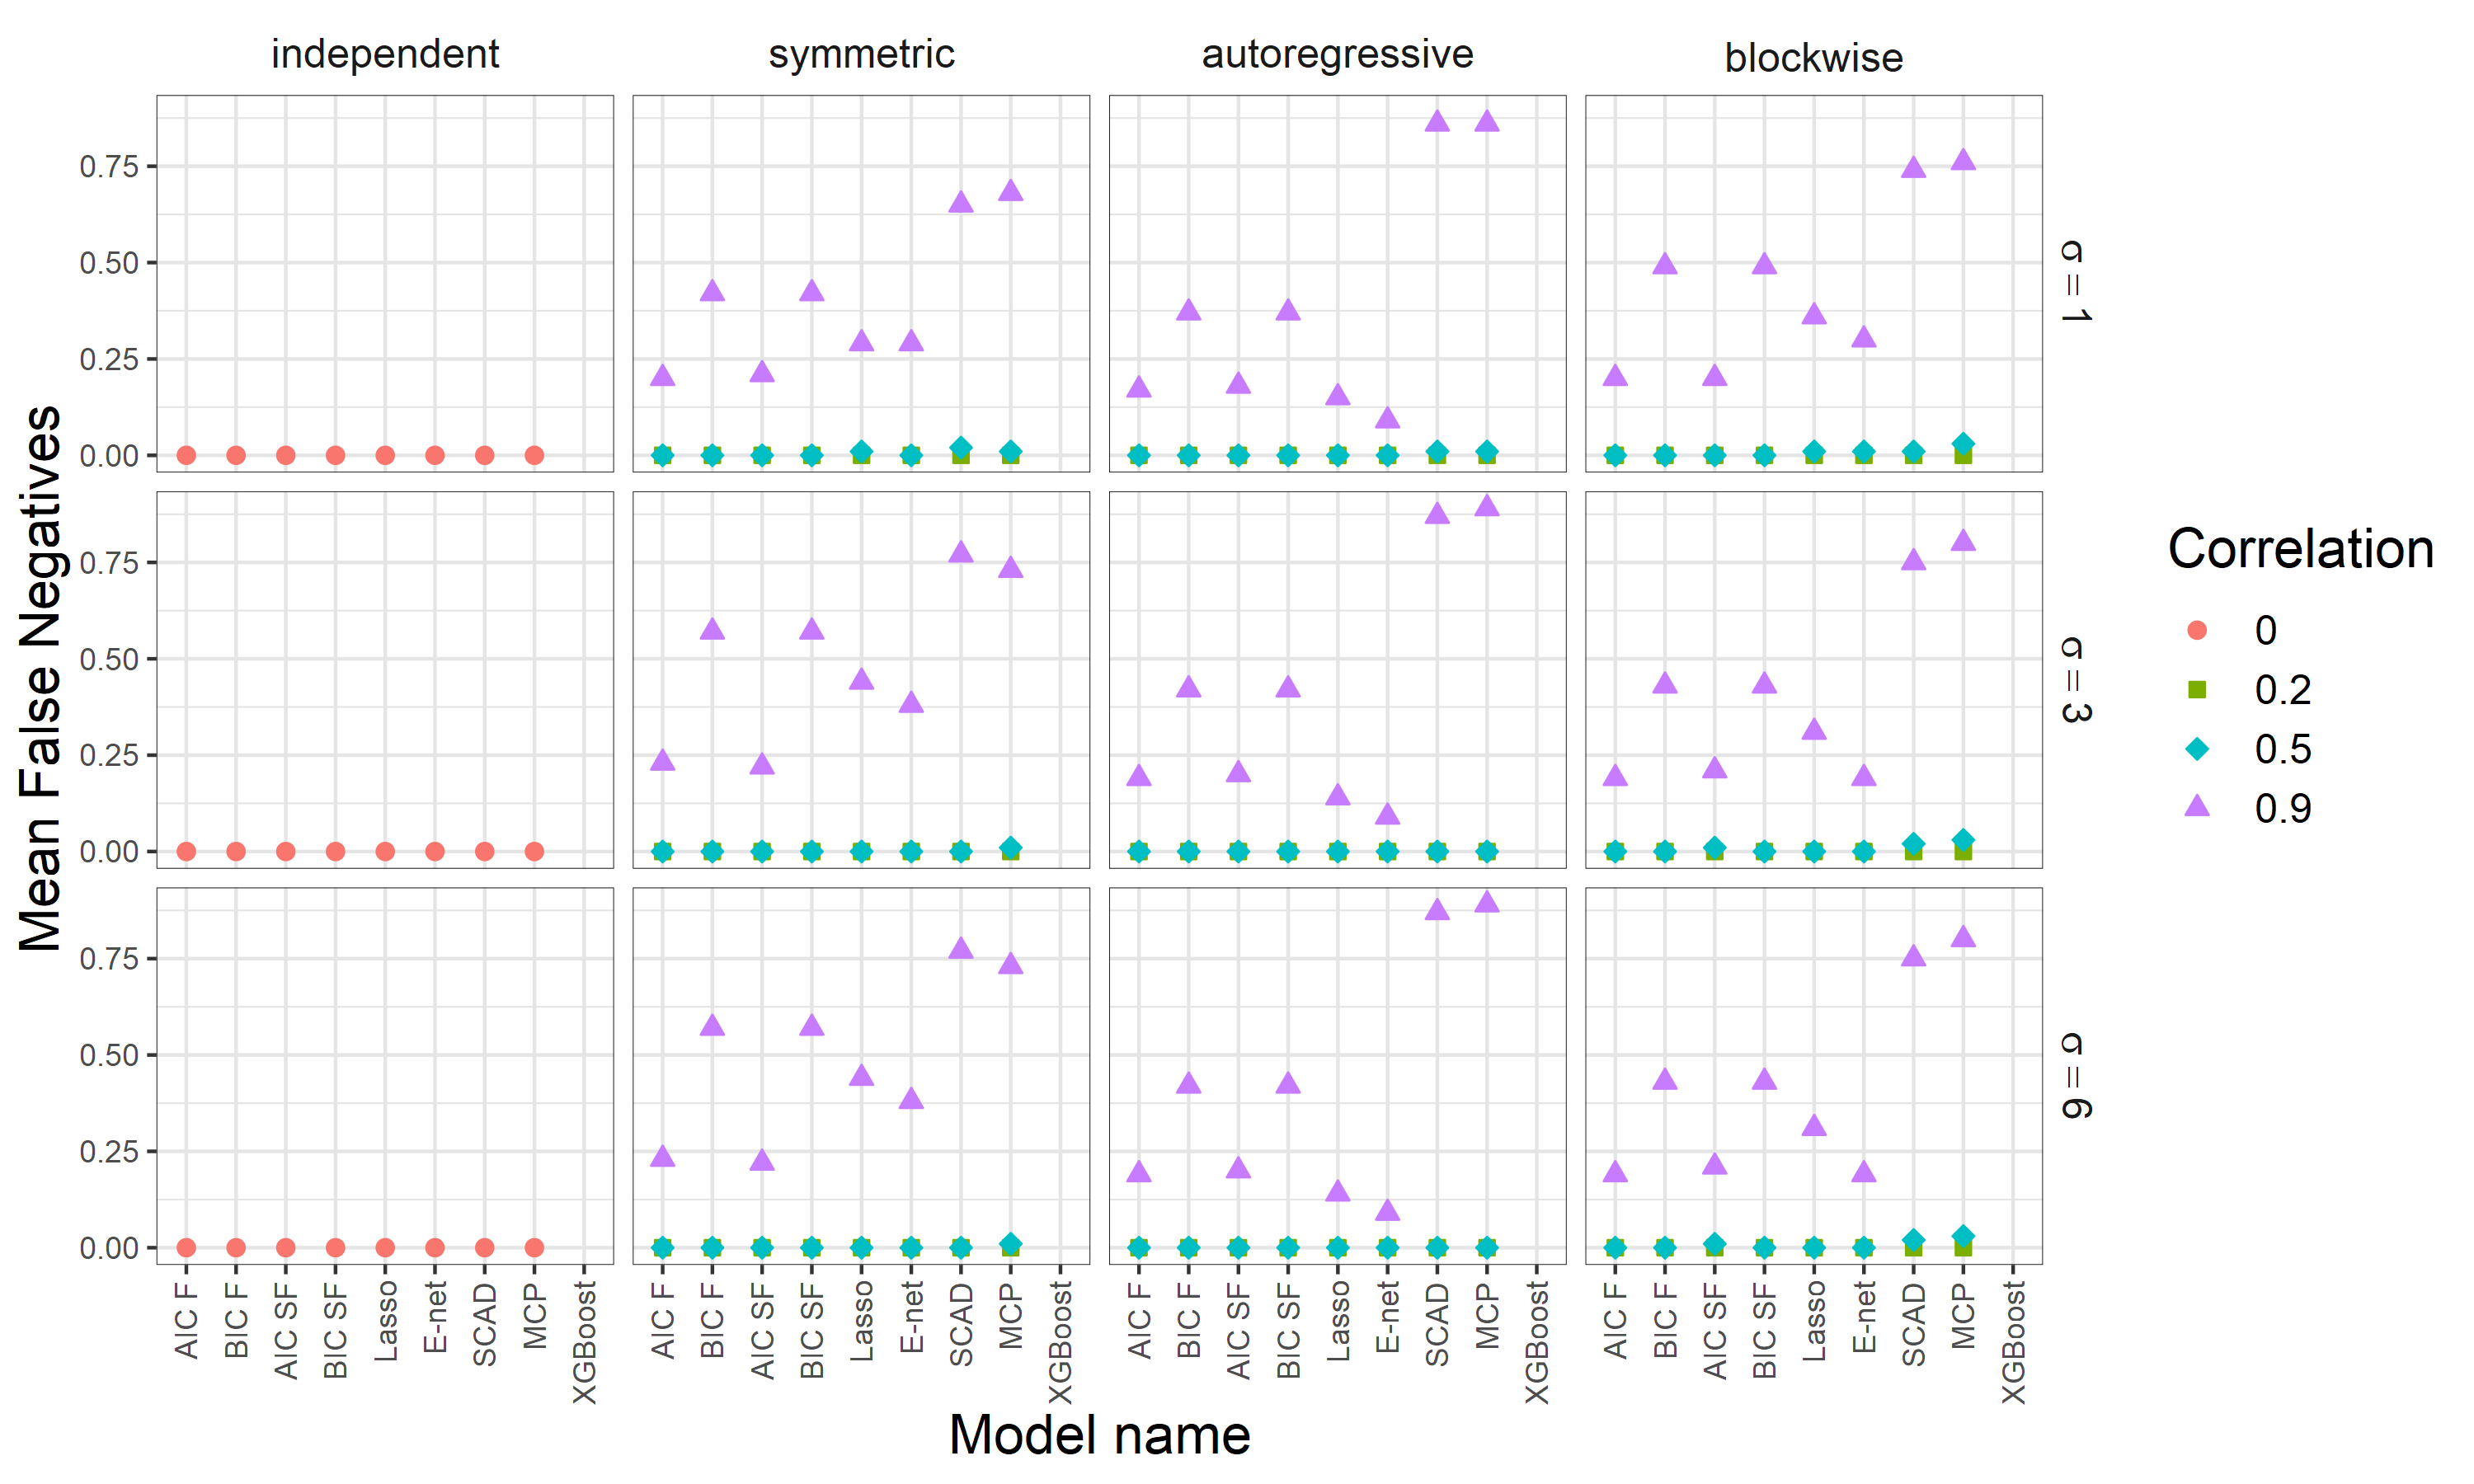 independent
symmetric
autoregressive
blockwise
Mean False Negatives
0.75
0.50
0.25
0.00
σ = 1
0.75
0.50
0.25
0.00
σ = 3
0.75
0.50
0.25
0.00
σ = 6
AIC F
BIC F
AIC SF
BIC SF
Lasso
E-net
SCAD
MCP
XGBoost
AIC F
BIC F
AIC SF
BIC SF
Lasso
E-net
SCAD
MCP
XGBoost
AIC F
BIC F
AIC SF
BIC SF
Lasso
E-net
SCAD
MCP
XGBoost
AIC F
BIC F
AIC SF
BIC SF
Lasso
E-net
SCAD
MCP
XGBoost
Model name
Correlation
0
0.2
0.5
0.9